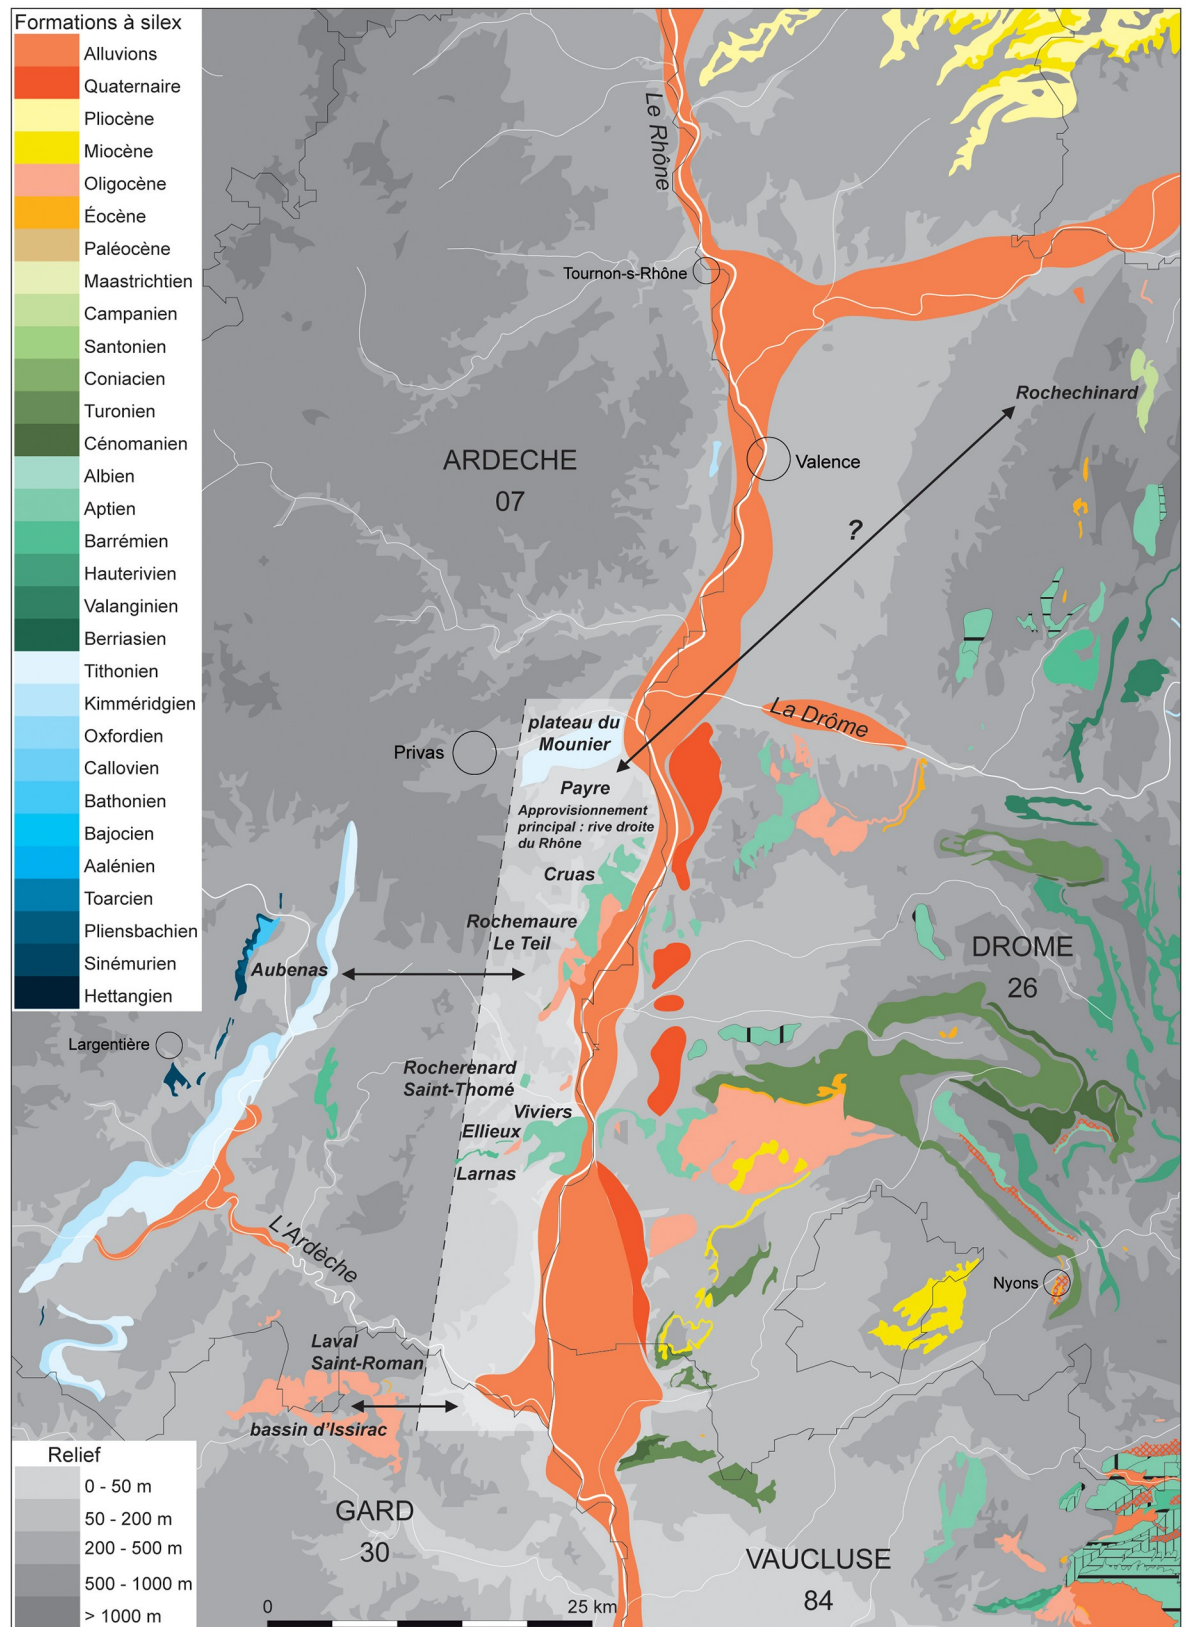 Formations à silex
Alluvions
Quaternaire
Pliocène
Miocène
Oligocène
Éocène
Paléocène
Maastrichtien
Campanien
Santonien
Coniacien
Turonien
Cénomanien
Albien
Aptien
Barrémien
Hauterivien
Valanginien
Berriasien
Tithonien
Kimméridgien
Oxfordien
Callovien
Bathonien
Bajocien
Aalénien
Toarcien
Pliensbachien
Sinémurien
Hettangien
Le Rhône
Tournon-s-Rhône
Rochechinard
ARDECHE
07
Valence
?
La Drôme
plateau du
Mounier
Privas
Payre
Approvisionnement
principal : rive droite
du Rhône
Cruas
Rochemaure
Le Teil
Aubenas
DROME
26
Largentière
Rocherenard
Saint-Thomé
Viviers
Ellieux
Larnas
L'Ardèche
Nyons
Laval
Saint-Roman
bassin d'Issirac
Relief
0 - 50 m
50 - 200 m
200 - 500 m
500 - 1000 m
> 1000 m
GARD
30
VAUCLUSE
84
0
25 km